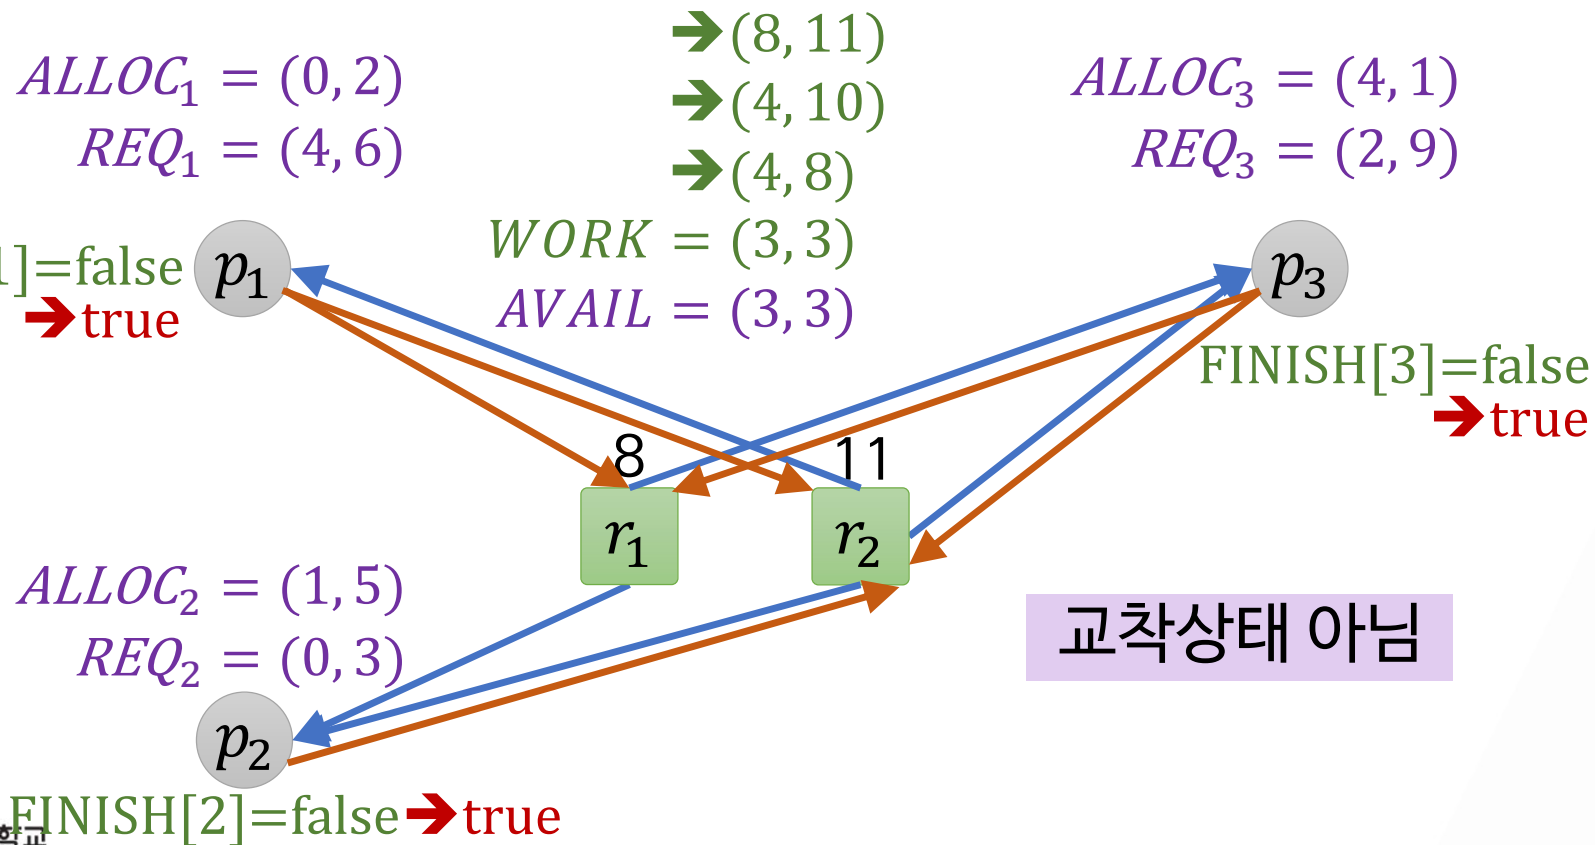 ➔(8, 11)
➔(4, 10)
➔(4, 8)
WORK = (3, 3)
AVAIL = (3, 3)
ALLOC₁ = (0, 2)
REQ₁ = (4, 6)
ALLOC₃ = (4, 1)
REQ₃ = (2, 9)
1]=false
➔true
p₁
p₃
FINISH[3]=false
➔true
8
11
r₁
r₂
ALLOC₂ = (1, 5)
REQ₂ = (0, 3)
교착상태 아님
p₂
FINISH[2]=false➔true